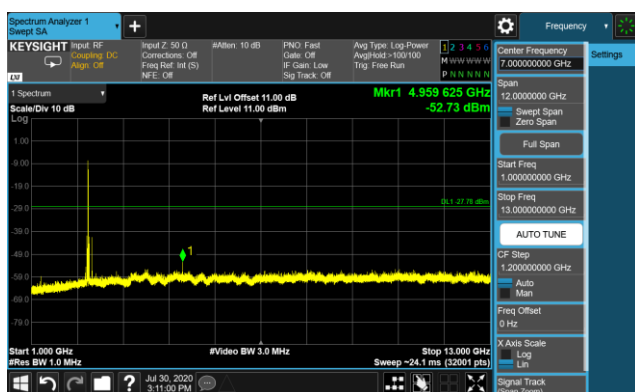 Spectrum Analyzer 1
Swept SA
+
Frequency
KEYSIGHT
Input: RF
Coupling: DC
Align: Off
Input Z: 50 Ω
Corrections: Off
Freq Ref: Int (S)
NFE: Off
#Atten: 10 dB
PNO: Fast
Gate: Off
IF Gain: Low
Sig Track: Off
Avg Type: Log-Power
Avg|Hold:>100/100
Trig: Free Run
1 2 3 4 5 6
M W W W W W
P N N N N N
LXI
1 Spectrum
Scale/Div 10 dB
Ref Lvl Offset 11.00 dB
Ref Level 11.00 dBm
Mkr1 4.959 625 GHz
-52.73 dBm
Log
1.00
-9.00
-19.0
-29.0
-39.0
-49.0
-59.0
-69.0
-79.0
DL1 -27.78 dBm
1
Start 1.000 GHz
#Res BW 1.0 MHz
#Video BW 3.0 MHz
Stop 13.000 GHz
Sweep ~24.1 ms (32001 pts)
Center Frequency
7.000000000 GHz
Settings
Span
12.0000000 GHz
Swept Span
Zero Span
Full Span
Start Freq
1.000000000 GHz
Stop Freq
13.000000000 GHz
AUTO TUNE
CF Step
1.200000000 GHz
Auto
Man
Freq Offset
0 Hz
X Axis Scale
Log
Lin
Signal Track
(Span Zoom)
?
Jul 30, 2020
3:11:00 PM